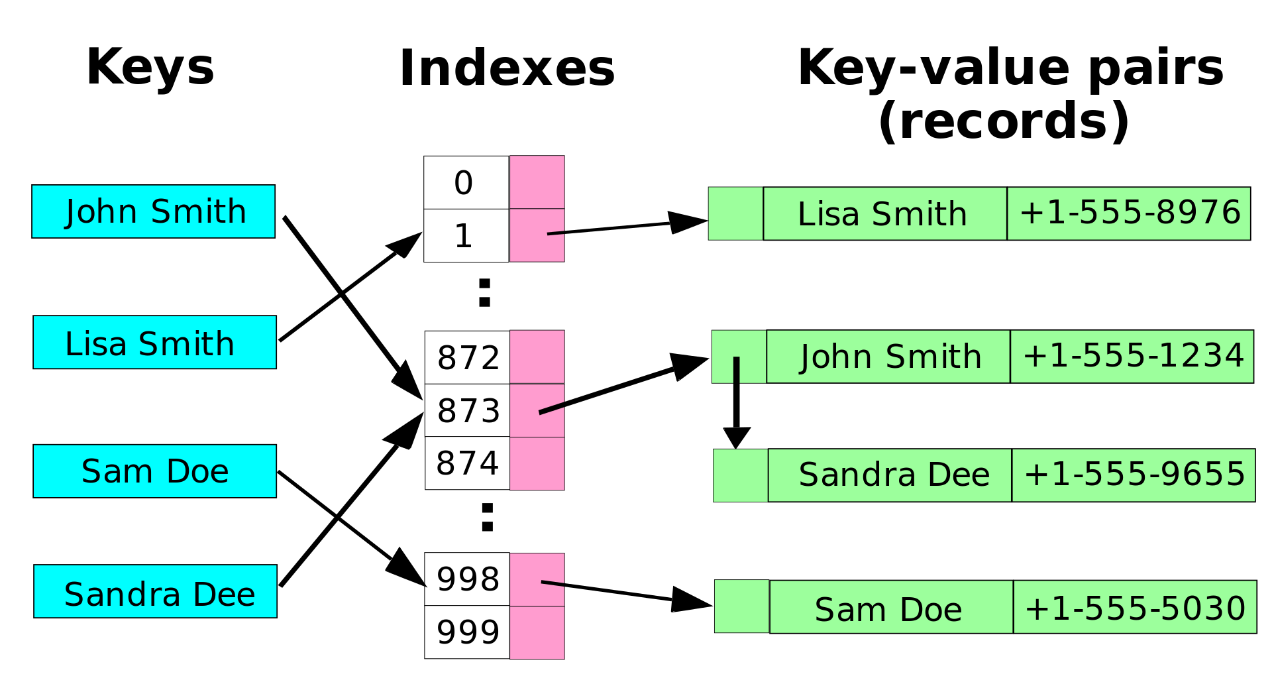 Keys
Indexes
Key-value pairs
(records)
John Smith
Lisa Smith
Sam Doe
Sandra Dee
0
1
:
872
873
874
:
998
999
Lisa Smith +1-555-8976
John Smith +1-555-1234
Sandra Dee +1-555-9655
Sam Doe +1-555-5030